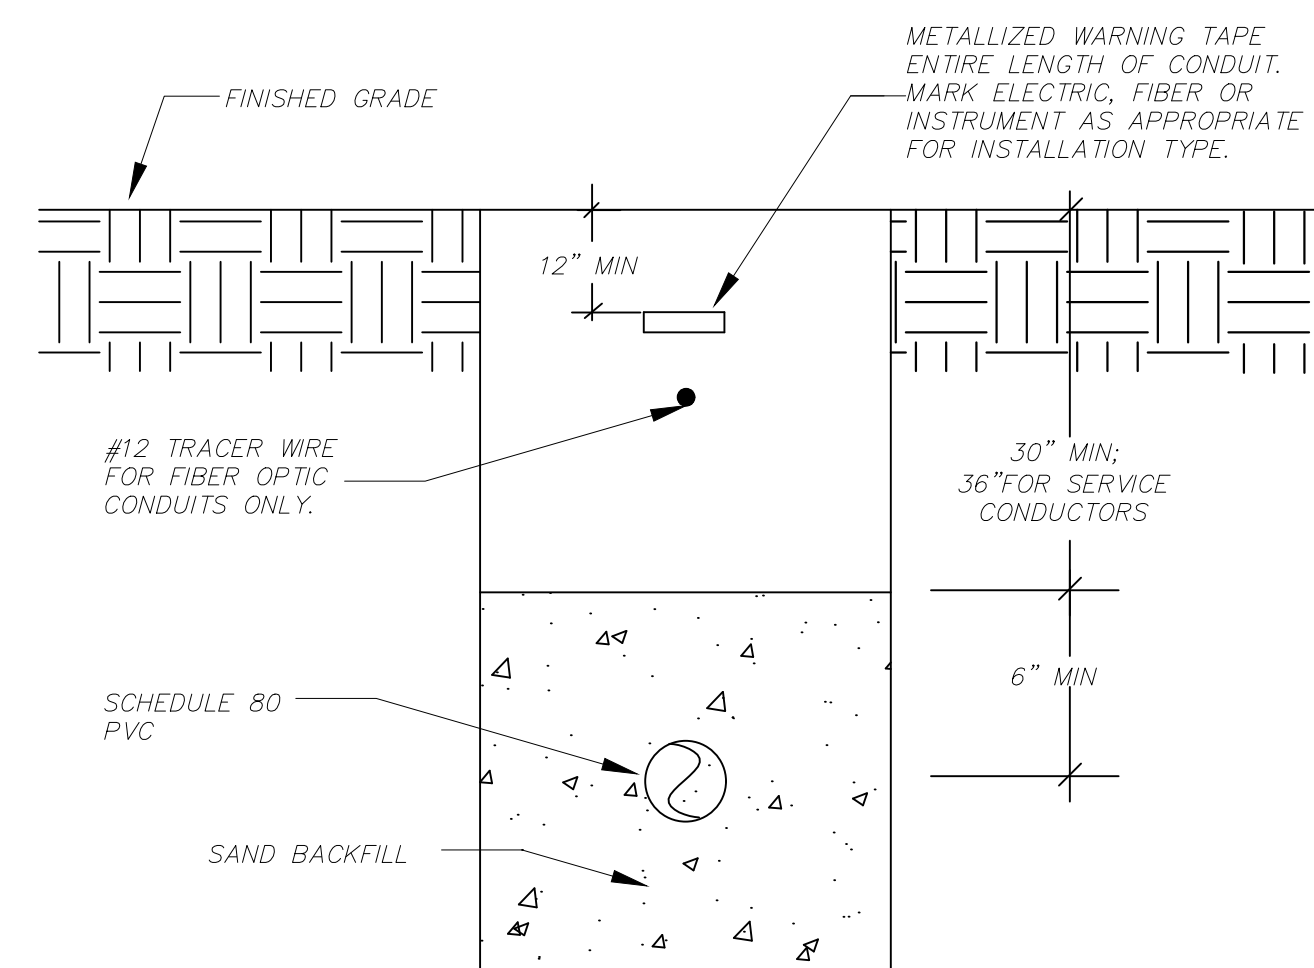 METALLIZED WARNING TAPE
ENTIRE LENGTH OF CONDUIT.
MARK ELECTRIC, FIBER OR
INSTRUMENT AS APPROPRIATE
FOR INSTALLATION TYPE.
FINISHED GRADE
12" MIN
#12 TRACER WIRE
FOR FIBER OPTIC
CONDUITS ONLY.
30" MIN;
36"FOR SERVICE
CONDUCTORS
6" MIN
SCHEDULE 80
PVC
SAND BACKFILL